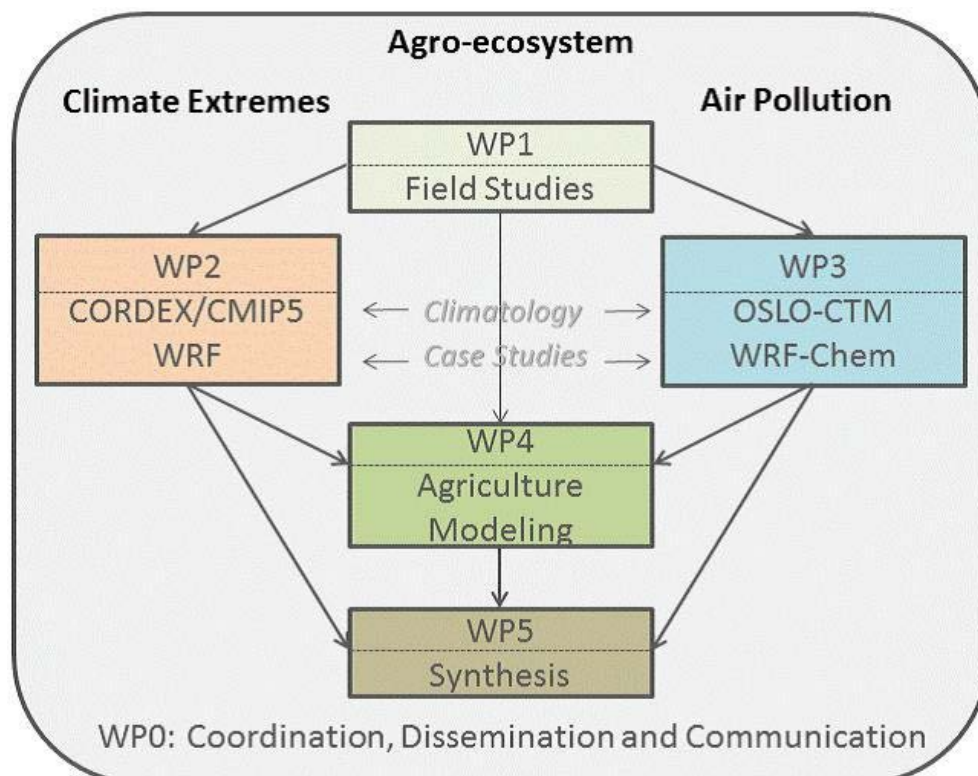 Agro-ecosystem
Climate Extremes
Air Pollution
WP1
Field Studies
WP2
CORDEX/CMIP5
WRF
Climatology
Case Studies
WP3
OSLO-CTM
WRF-Chem
WP4
Agriculture
Modeling
WP5
Synthesis
WP0: Coordination, Dissemination and Communication